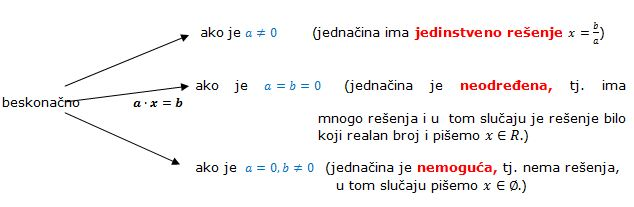 ako je a ≠ 0 (jednačina ima jedinstveno rešenje x = b/a)
ako je a = b = 0 (jednačina je neodređena, tj. ima
beskonačno a · x = b
mnogo rešenja i u tom slučaju je rešenje bilo
koji realan broj i pišemo x ∈ R.)
ako je a = 0, b ≠ 0 (jednačina je nemoguća, tj. nema rešenja,
u tom slučaju pišemo x ∈ ∅.)